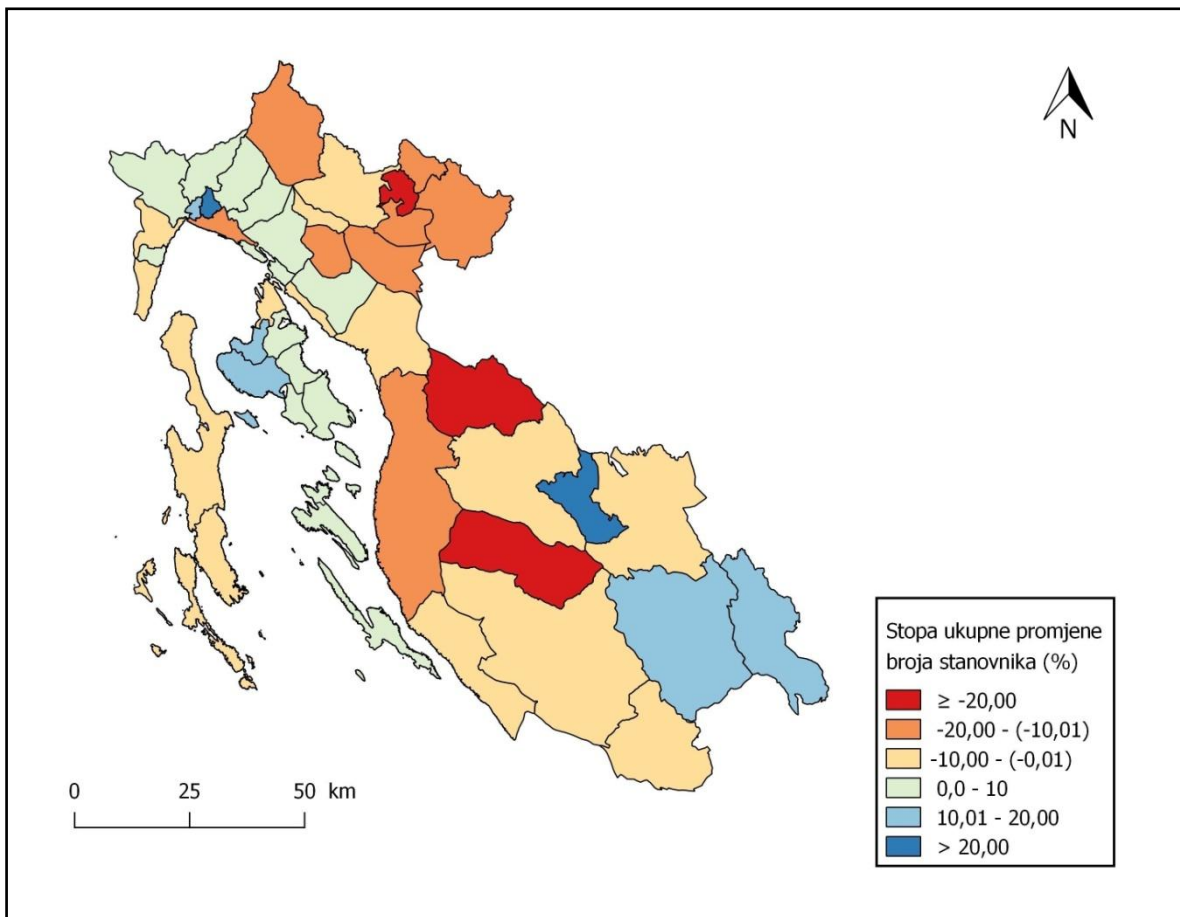 N
Stopa ukupne promjene
broja stanovnika (%)
≥ -20,00
-20,00 - (-10,01)
-10,00 - (-0,01)
0,0 - 10
10,01 - 20,00
> 20,00
0 25 50 km